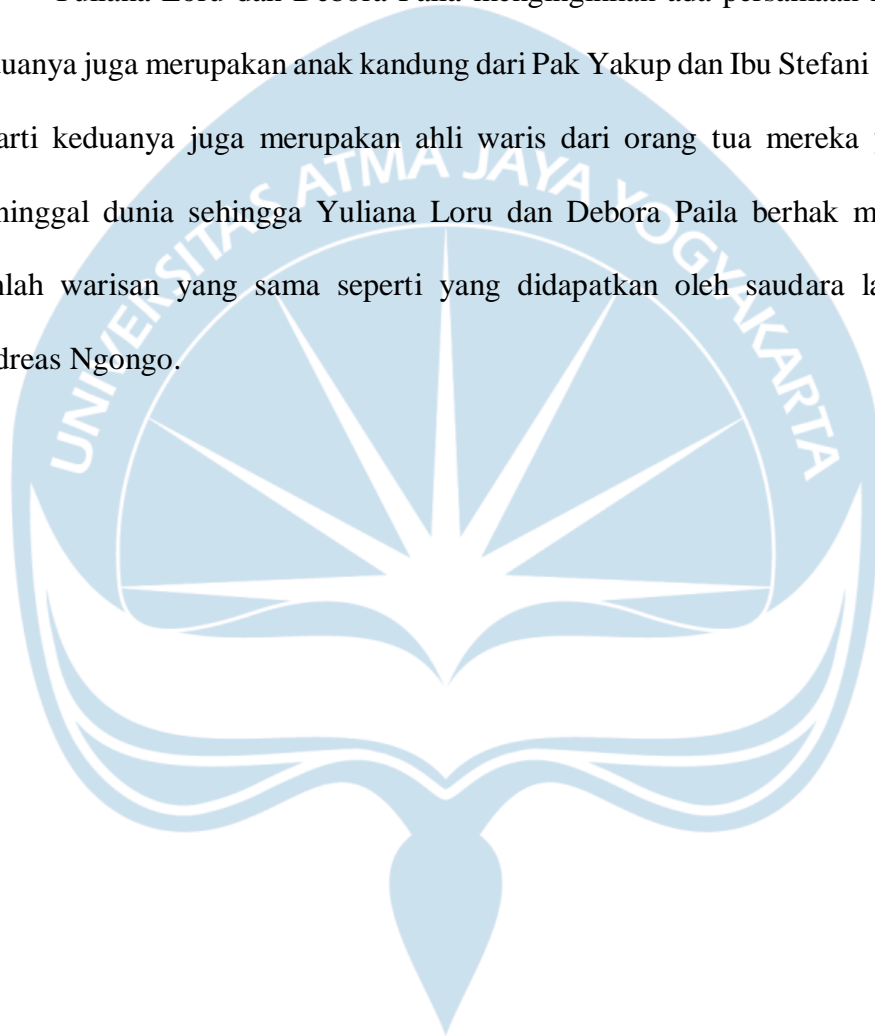 Yuliana Loru dan Debora Paila menginginkan ada persamaan
uanya juga merupakan anak kandung dari Pak Yakup dan Ibu Stefani
arti keduanya juga merupakan ahli waris dari orang tua mereka
ninggal dunia sehingga Yuliana Loru dan Debora Paila berhak m
lah warisan yang sama seperti yang didapatkan oleh saudara la
dreas Ngongo.
UNIVERSITAS ATMA JAYA YOGYAKARTA